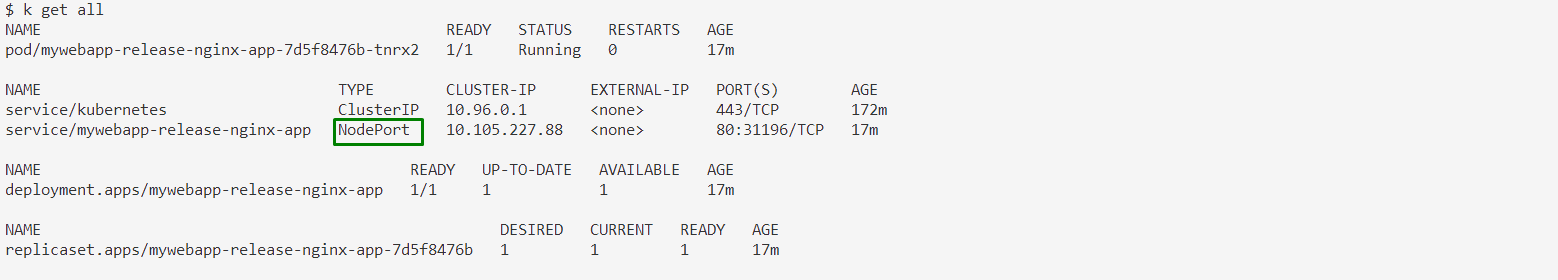 $ k get all
NAME                                             READY   STATUS    RESTARTS   AGE
pod/mywebapp-release-nginx-app-7d5f8476b-tnrx2   1/1     Running   0          17m
NAME                                 TYPE        CLUSTER-IP      EXTERNAL-IP   PORT(S)        AGE
service/kubernetes                   ClusterIP   10.96.0.1       <none>        443/TCP        172m
service/mywebapp-release-nginx-app   NodePort    10.105.227.88   <none>        80:31196/TCP   17m
NAME                                         READY   UP-TO-DATE   AVAILABLE   AGE
deployment.apps/mywebapp-release-nginx-app   1/1     1            1           17m
NAME                                                   DESIRED   CURRENT   READY   AGE
replicaset.apps/mywebapp-release-nginx-app-7d5f8476b   1         1         1       17m